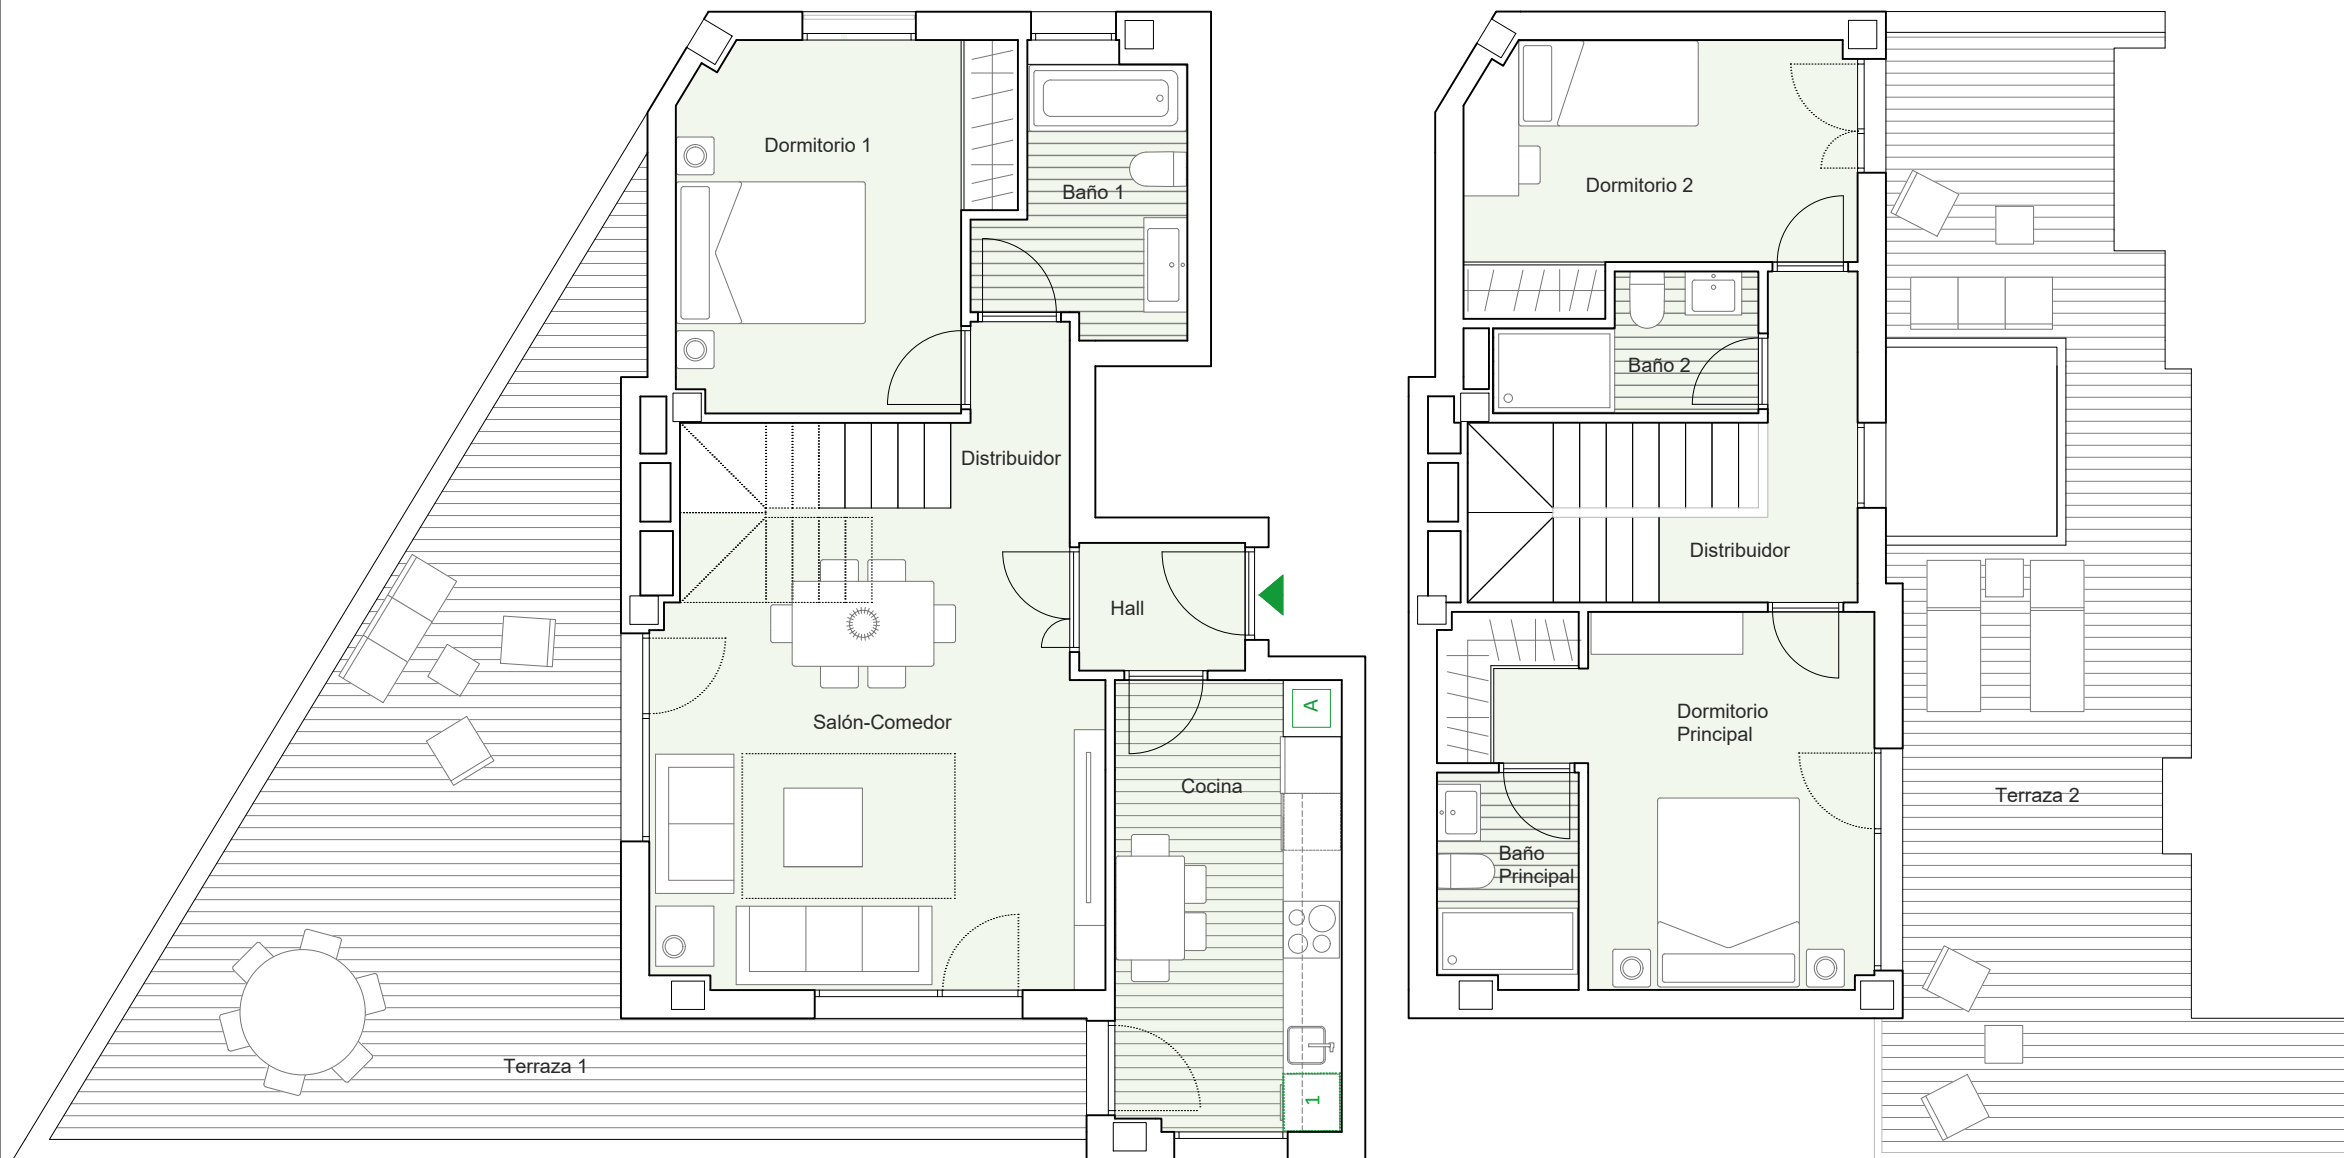 Dormitorio 1
Baño 1
Distribuidor
Hall
Salón-Comedor
A
Cocina
1
Terraza 1
Dormitorio 2
Baño 2
Distribuidor
Dormitorio
Principal
Baño
Principal
Terraza 2